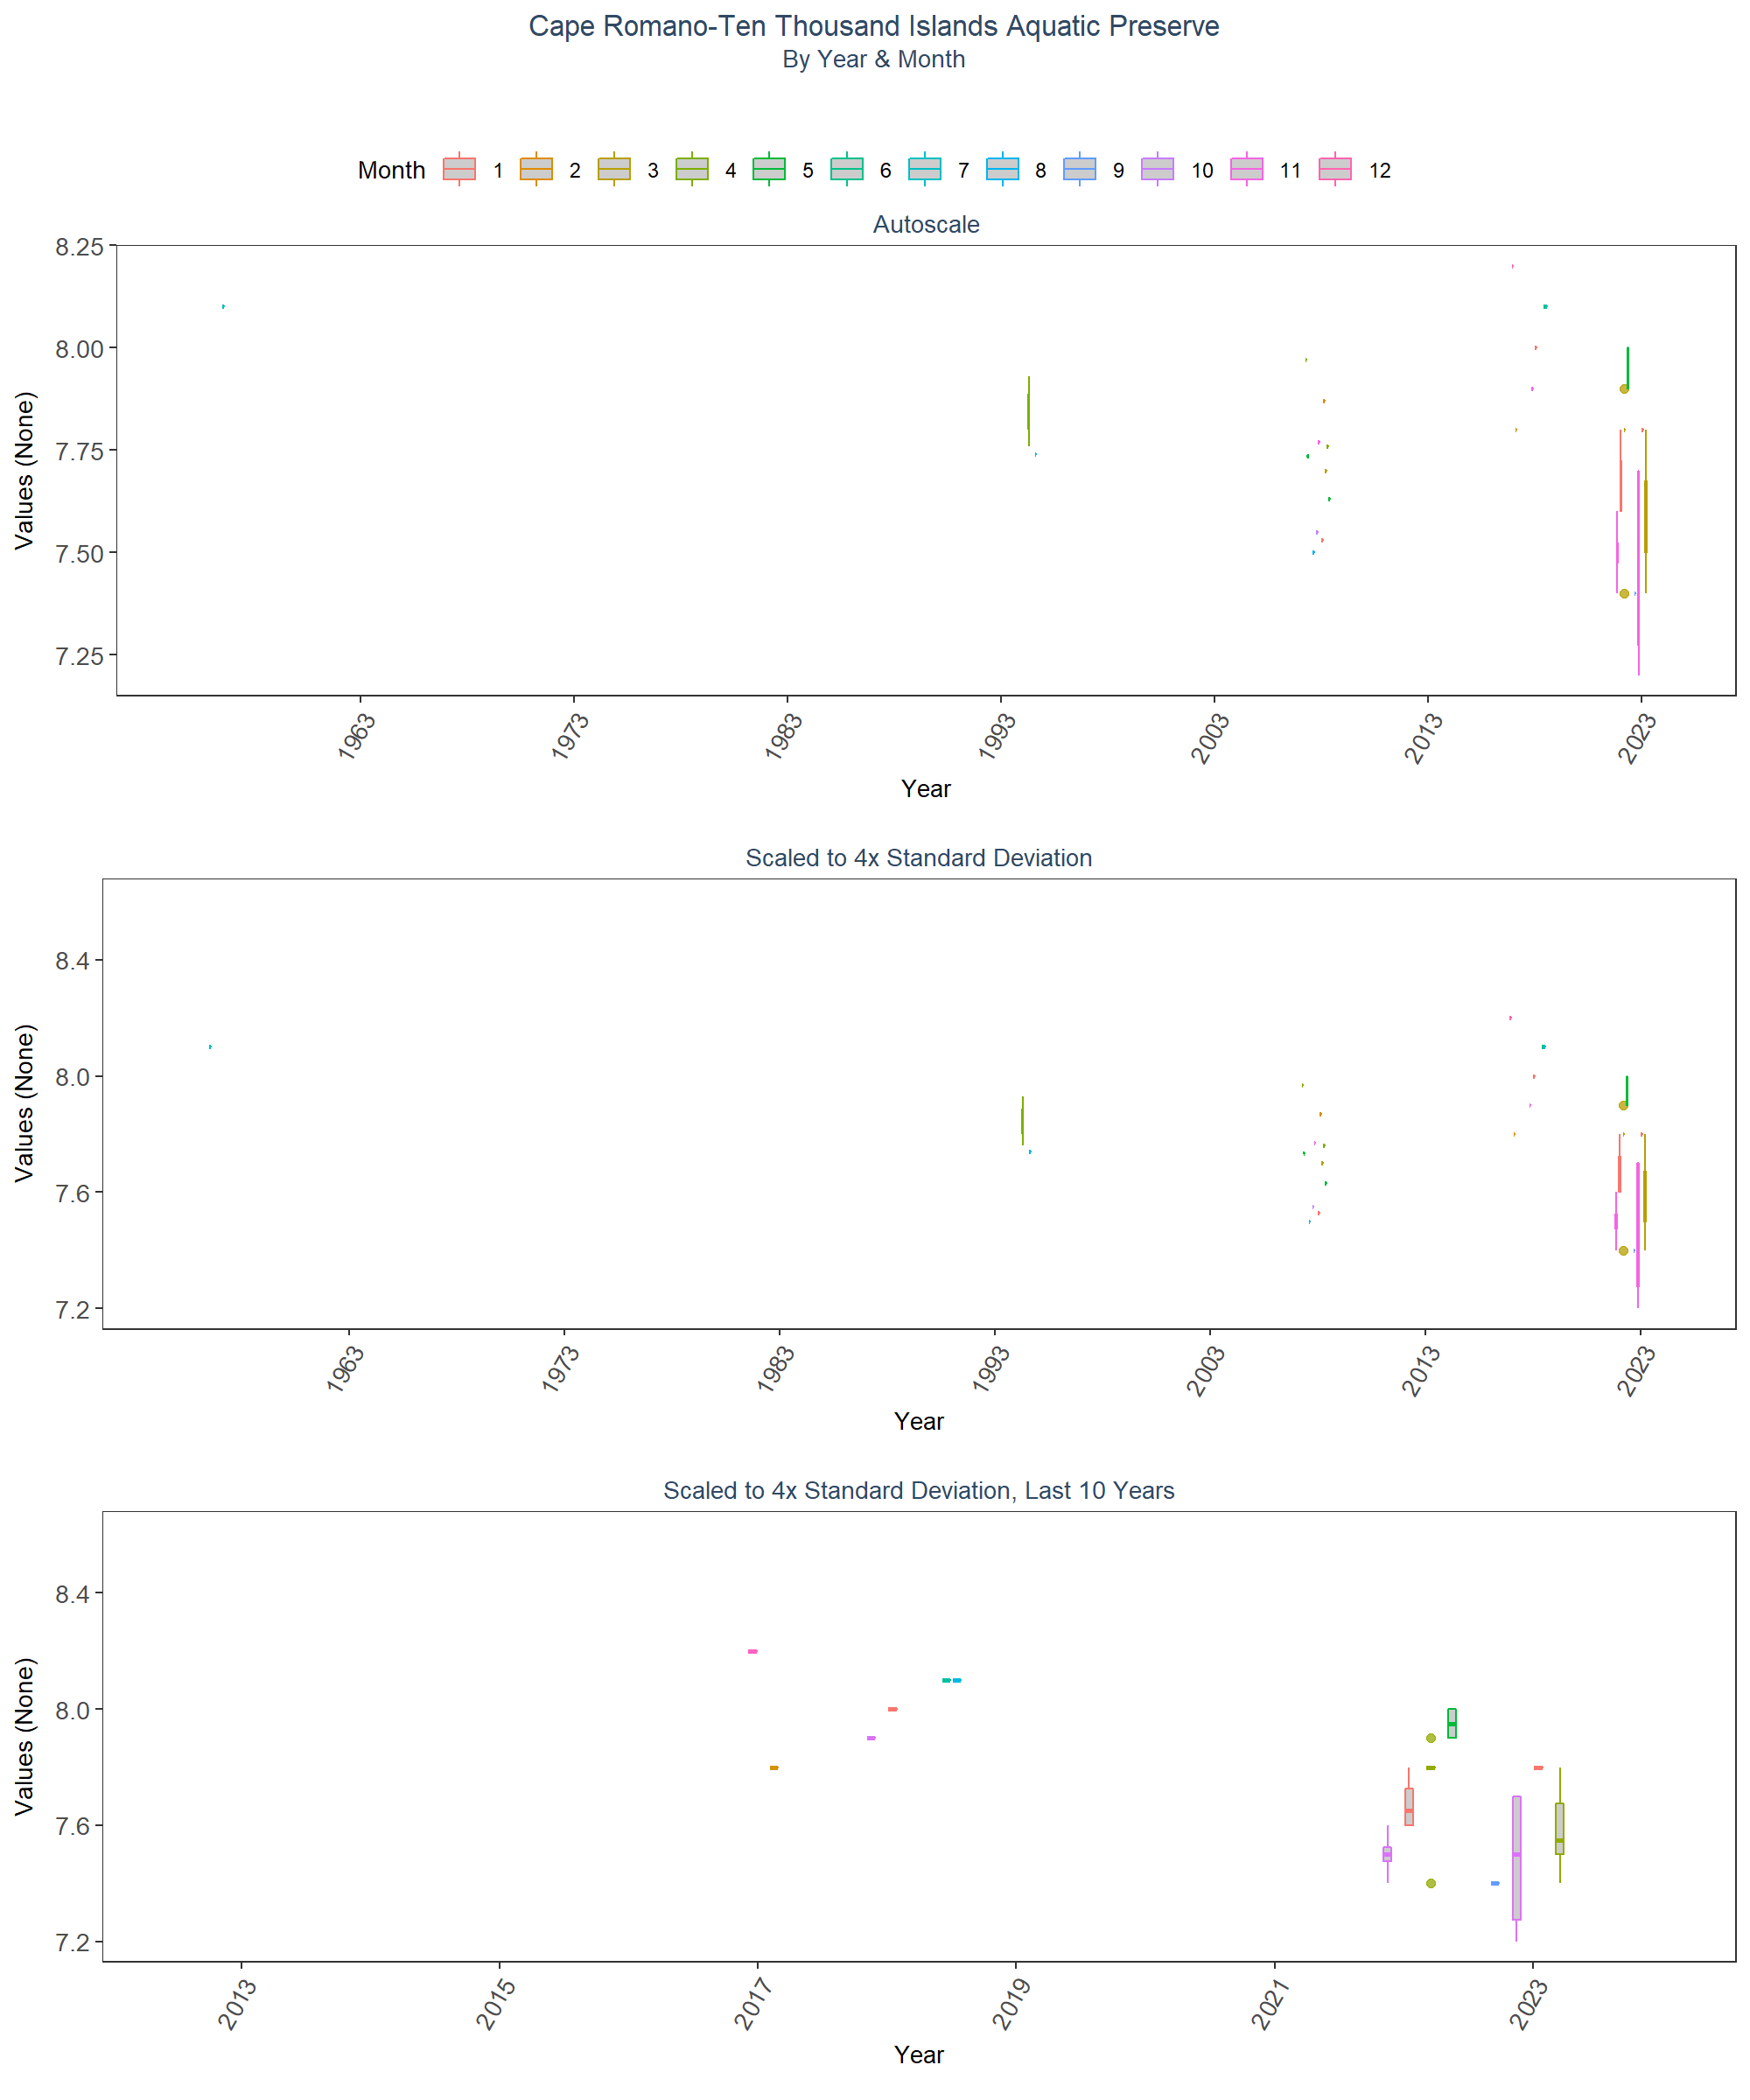 Cape Romano-Ten Thousand Islands Aquatic Preserve
By Year & Month
Month 1 2 3 4 5 6 7 8 9 10 11 12
Autoscale
8.25
8.00
7.75
7.50
7.25
Values (None)
1963 1973 1983 1993 2003 2013 2023
Year
Scaled to 4x Standard Deviation
8.4
8.0
7.6
7.2
Values (None)
1963 1973 1983 1993 2003 2013 2023
Year
Scaled to 4x Standard Deviation, Last 10 Years
8.4
8.0
7.6
7.2
Values (None)
2013 2015 2017 2019 2021 2023
Year